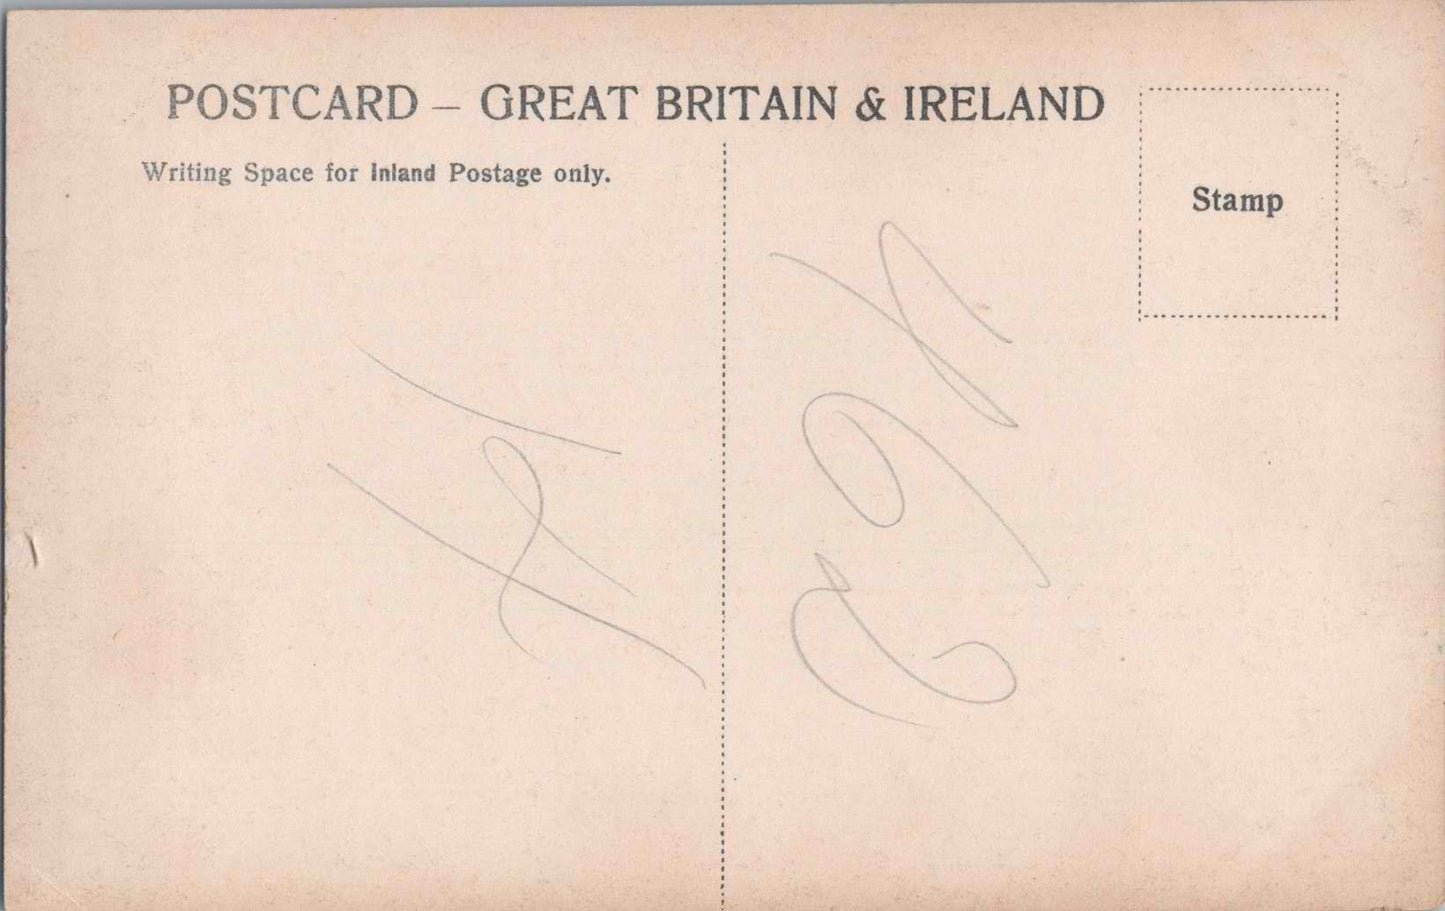 POSTCARD – GREAT BRITAIN & IRELAND
Writing Space for Inland Postage only.
Stamp